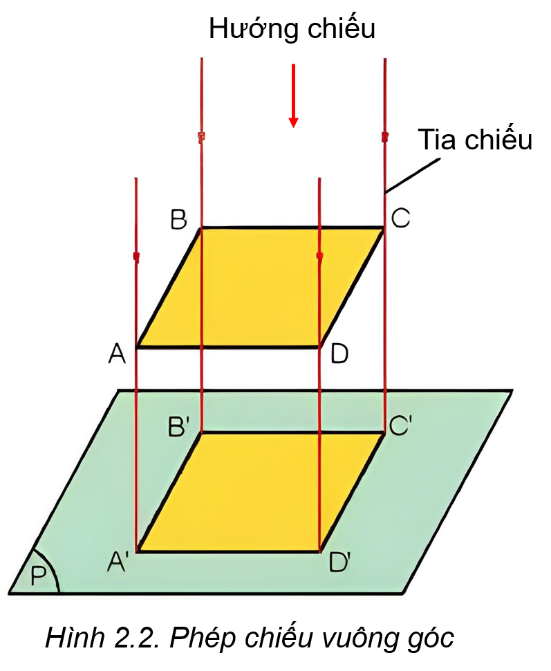 Hướng chiếu
Tia chiếu
B
C
A
D
B'
C'
A'
D'
P
Hình 2.2. Phép chiếu vuông góc